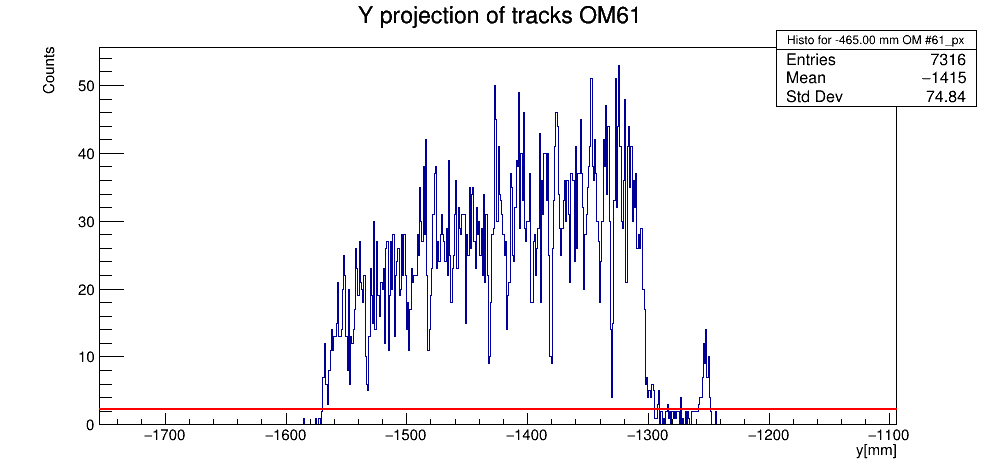 Y projection of tracks OM61
Histo for -465.00 mm OM #61_px
Entries 7316
Mean −1415
Std Dev 74.84
Counts
50
40
30
20
10
0
−1700 −1600 −1500 −1400 −1300 −1200 −1100
y[mm]